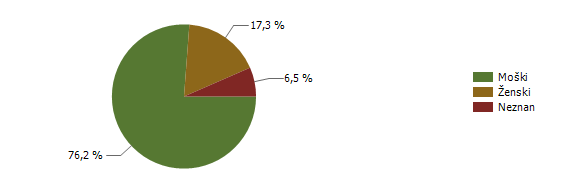 17,3 %
6,5 %
76,2 %
Moški
Ženski
Neznan